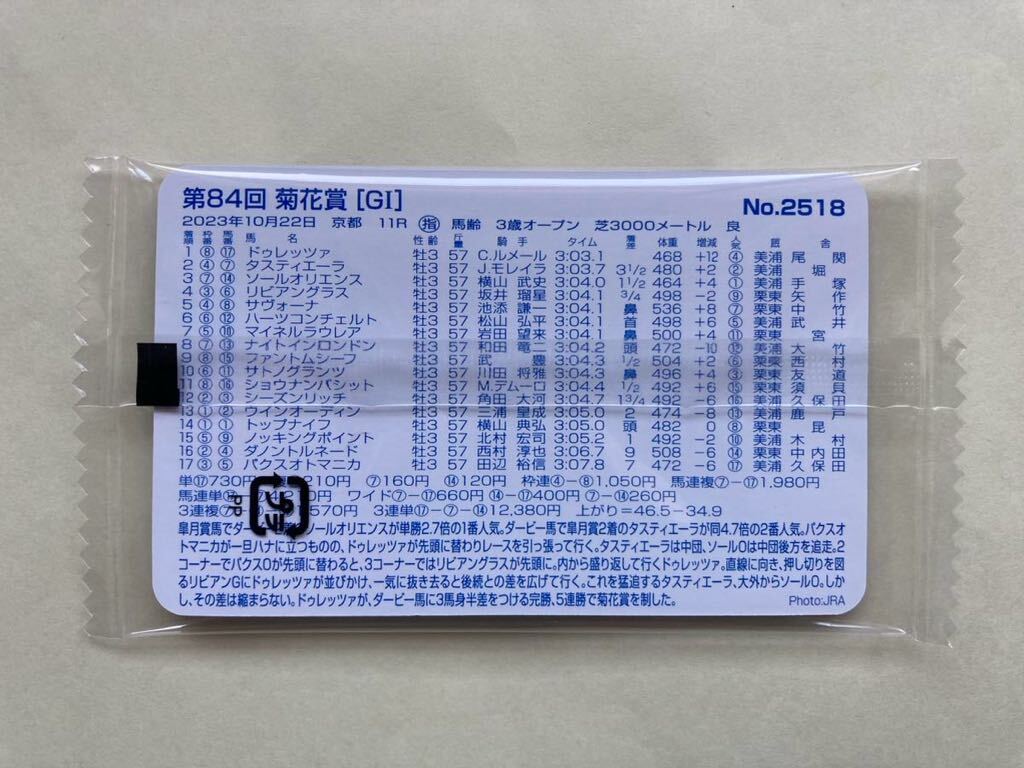 第84回 菊花賞 [GI]
No.2518
2023年10月22日 京都 11R 指 馬齢 3歳オープン 芝3000メートル 良
着順 枠番 馬番 馬名 性齢 斤量 騎手 タイム 着差 体重 増減 人気 厩舎
1 ⑧ ⑰ ドゥレッツァ 牡3 57 C.ルメール 3:03.1 468 +12 ④ 美浦 尾関
2 ④ ⑦ タスティエーラ 牡3 57 J.モレイラ 3:03.7 3 1/2 480 +2 ② 美浦 堀
3 ⑦ ⑭ ソールオリエンス 牡3 57 横山武史 3:04.0 1 1/2 464 +4 ① 美浦 手塚
4 ③ ⑥ リビアングラス 牡3 57 坂井瑠星 3:04.1 3/4 498 -2 ⑨ 栗東 矢作
5 ④ ⑧ サヴォーナ 牡3 57 池添謙一 3:04.1 鼻 536 +8 ⑦ 栗東 中竹
6 ⑥ ⑫ ハーツコンチェルト 牡3 57 松山弘平 3:04.1 首 498 +6 ⑤ 美浦 武井
7 ⑤ ⑩ マイネルラウレア 牡3 57 岩田望来 3:04.1 鼻 500 +4 ⑪ 栗東 宮
8 ⑦ ⑬ ナイトインロンドン 牡3 57 和田竜二 3:04.2 頭 472 -10 ⑫ 美浦 大竹
9 ⑧ ⑮ ファントムシーフ 牡3 57 武豊 3:04.3 1/2 504 +2 ⑥ 栗東 西村
10 ⑥ ⑪ サトノグランツ 牡3 57 川田将雅 3:04.3 鼻 496 +4 ③ 栗東 友道
11 ⑧ ⑯ ショウナンバシット 牡3 57 M.デムーロ 3:04.4 1/2 492 +6 ⑮ 栗東 須貝
12 ② ③ シーズンリッチ 牡3 57 角田大河 3:04.7 1 3/4 492 -6 ⑯ 美浦 久保田
13 ① ② ウインオーディン 牡3 57 三浦皇成 3:05.0 2 474 -8 ⑬ 美浦 鹿戸
14 ① ① トップナイフ 牡3 57 横山典弘 3:05.0 頭 482 0 ⑧ 栗東 昆
15 ⑤ ⑨ ノッキングポイント 牡3 57 北村宏司 3:05.2 1 492 -2 ⑩ 美浦 木村
16 ② ④ ダノントルネード 牡3 57 西村淳也 3:06.7 9 508 -6 ⑭ 栗東 中内田
17 ③ ⑤ パクスオトマニカ 牡3 57 田辺裕信 3:07.8 7 472 -6 ⑰ 美浦 久保田
単⑰730円 210円 ⑦160円 ⑭120円 枠連④-⑧1,050円 馬連複⑦-⑰1,980円
馬連単⑰ ワイド⑦-⑰660円 ⑭-⑰400円 ⑦-⑭260円
3連複⑦ 570円 3連単⑰-⑦-⑭12,380円 上がり=46.5-34.9
皐月賞馬でダービー ソールオリエンスが単勝2.7倍の1番人気。ダービー馬で皐月賞2着のタスティエーラが同4.7倍の2番人気。パクスオ
トマニカが一旦ハナに立つものの、ドゥレッツァが先頭に替わりレースを引っ張って行く。タスティエーラは中団、ソールOは中団後方を追走。2
コーナーでパクスOが先頭に替わると、3コーナーではリビアングラスが先頭に。内から盛り返して行くドゥレッツァ。直線に向き、押し切りを図
るリビアンGにドゥレッツァが並びかけ、一気に抜き去ると後続との差を広げて行く。これを猛追するタスティエーラ、大外からソールO。しか
し、その差は縮まらない。ドゥレッツァが、ダービー馬に3馬身半差をつける完勝、5連勝で菊花賞を制した。
Photo:JRA
プラ
PP